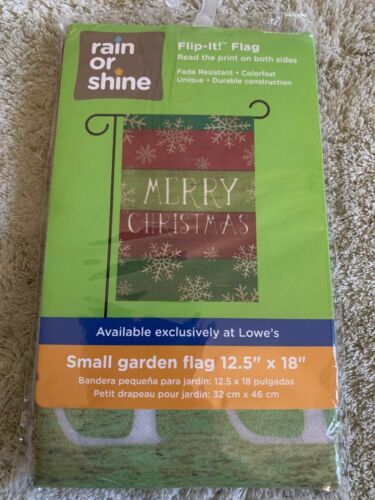 rain
or
shine
Flip-It!™ Flag
Read the print on both sides
Fade Resistant • Colorfast
Unique • Durable construction
MERRY
CHRISTMAS
Available exclusively at Lowe's
Small garden flag 12.5" x 18"
Bandera pequeña para jardin: 12.5 x 18 pulgadas
Petit drapeau pour jardin: 32 cm x 46 cm